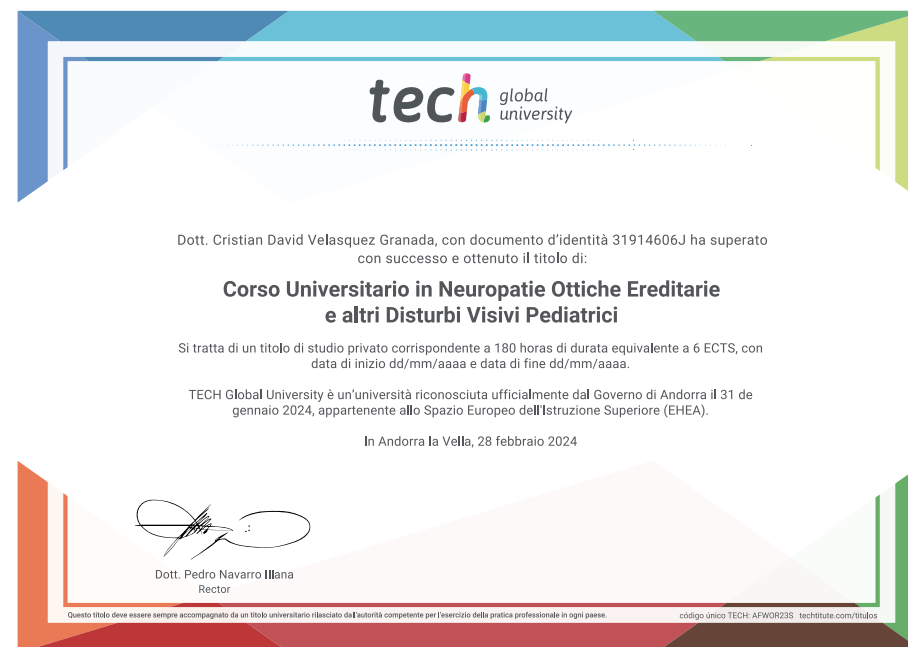 tech global university
Dott. Cristian David Velasquez Granada, con documento d'identità 31914606J ha superato
con successo e ottenuto il titolo di:
Corso Universitario in Neuropatie Ottiche Ereditarie
e altri Disturbi Visivi Pediatrici
Si tratta di un titolo di studio privato corrispondente a 180 horas di durata equivalente a 6 ECTS, con
data di inizio dd/mm/aaaa e data di fine dd/mm/aaaa.
TECH Global University è un'università riconosciuta ufficialmente dal Governo di Andorra il 31 de
gennaio 2024, appartenente allo Spazio Europeo dell'Istruzione Superiore (EHEA).
In Andorra la Vella, 28 febbraio 2024
Dott. Pedro Navarro Illana
Rector
Questo titolo deve essere sempre accompagnato da un titolo universitario rilasciato dall'autorità competente per l'esercizio della pratica professionale in ogni paese.
código único TECH: AFWOR23S techtitute.com/titulos